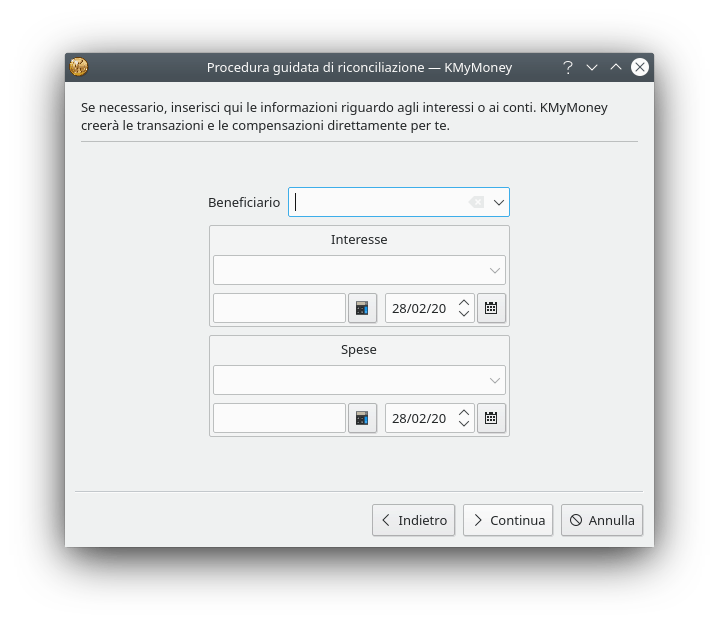 Procedura guidata di riconciliazione — KMyMoney
Se necessario, inserisci qui le informazioni riguardo agli interessi o ai conti. KMyMoney
creerà le transazioni e le compensazioni direttamente per te.
Beneficiario
Interesse
28/02/20
Spese
28/02/20
Indietro
Continua
Annulla